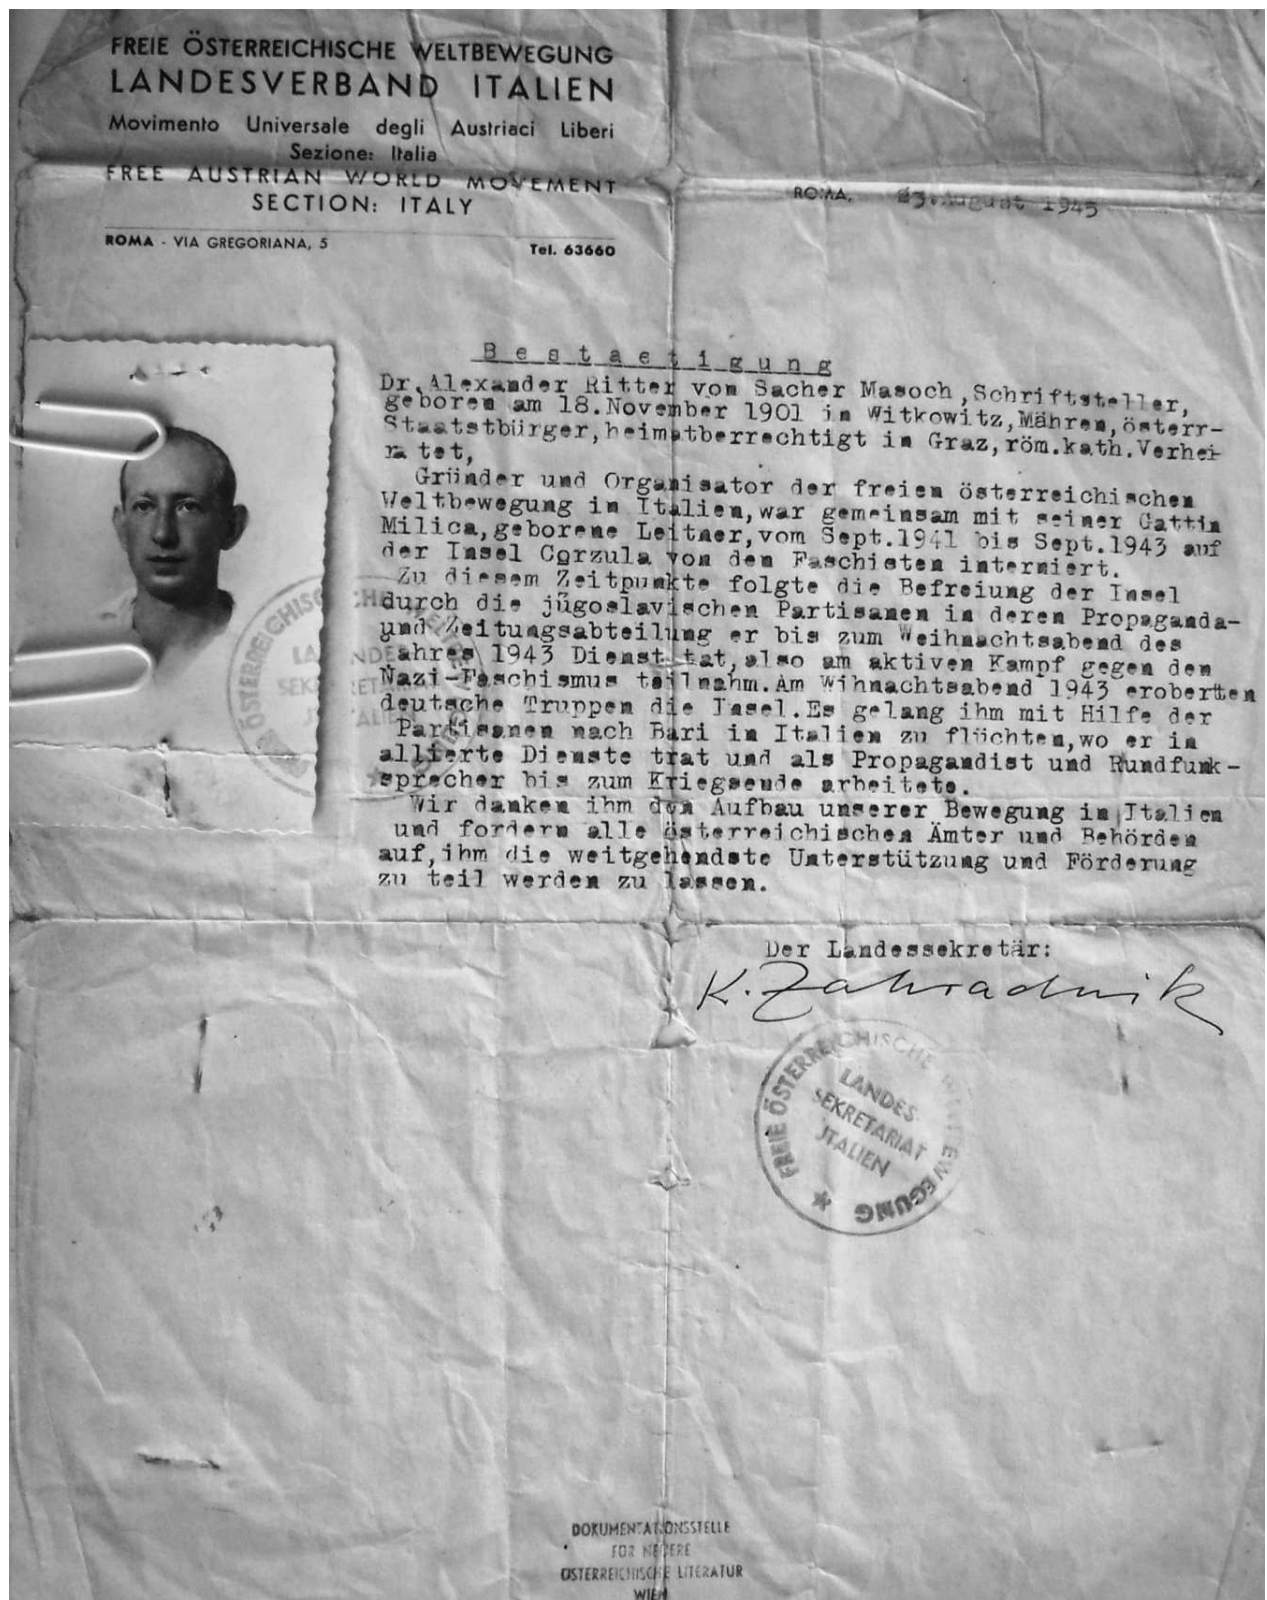 FREIE ÖSTERREICHISCHE WELTBEWEGUNG
LANDESVERBAND ITALIEN
Movimento Universale degli Austriaci Liberi
Sezione: Italia
FREE AUSTRIAN WORLD MOVEMENT
SECTION: ITALY
ROMA - VIA GREGORIANA, 5 Tel. 63660
ROMA, 23.August 1945
Bestaetigung
Dr.Alexander Ritter von Sacher Masoch,Schriftsteller,
geboren am 18.November 1901 in Witkowitz,Mähren,österr-
Staatstbürger,heimatberrechtigt in Graz,röm.kath.Verhei-
ra tet,
Gründer und Organisator der freien österreichischen
Weltbewegung in Italien,war gemeinsam mit seiner Gattin
Milica,geborene Leitner,vom Sept.1941 bis Sept.1943 auf
der Insel Corzula von den Faschisten interniert.
Zu diesem Zeitpunkte folgte die Befreiung der Insel
durch die jügoslavischen Partisanen in deren Propaganda-
und Zeitungsabteilung er bis zum Weihnachtsabend des
Jahres 1943 Dienst tat,also am aktiven Kampf gegen den
Nazi-Faschismus teilnahm.Am Wihnachtsabend 1943 eroberten
deutsche Truppen die Insel.Es gelang ihm mit Hilfe der
Partisanen nach Bari in Italien zu flüchten,wo er in
allierte Dienste trat und als Propagandist und Rundfunk-
sprecher bis zum Kriegsende arbeitete.
Wir danken ihm den Aufbau unserer Bewegung in Italien
und fordern alle österreichischen Ämter und Behörden
auf,ihm die weitgehendste Unterstützung und Förderung
zu teil werden zu lassen.
Der Landessekretär:
K. Zahradnik
FREIE ÖSTERREICHISCHE WELTBEWEGUNG
LANDES-
SEKRETARIAT
ITALIEN
DOKUMENTATIONSSTELLE
FÜR NEUERE
ÖSTERREICHISCHE LITERATUR
WIEN